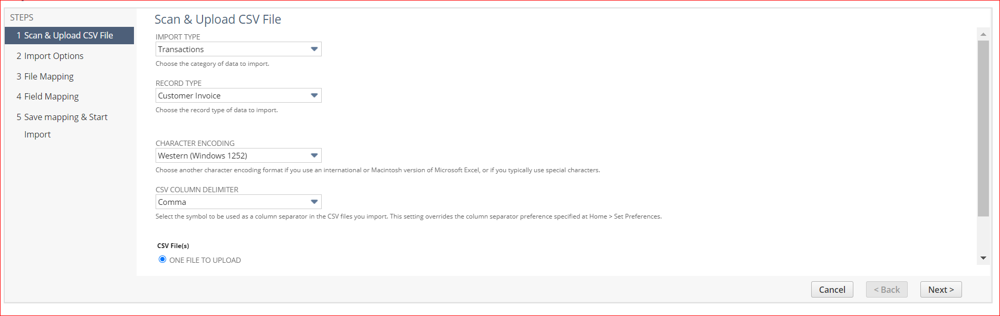 STEPS
1 Scan & Upload CSV File
2 Import Options
3 File Mapping
4 Field Mapping
5 Save mapping & Start
Import
Scan & Upload CSV File
IMPORT TYPE
Transactions
Choose the category of data to import.
RECORD TYPE
Customer Invoice
Choose the record type of data to import.
CHARACTER ENCODING
Western (Windows 1252)
Choose another character encoding format if you use an international or Macintosh version of Microsoft Excel, or if you typically use special characters.
CSV COLUMN DELIMITER
Comma
Select the symbol to be used as a column separator in the CSV files you import. This setting overrides the column separator preference specified at Home > Set Preferences.
CSV File(s)
ONE FILE TO UPLOAD
Cancel
< Back
Next >